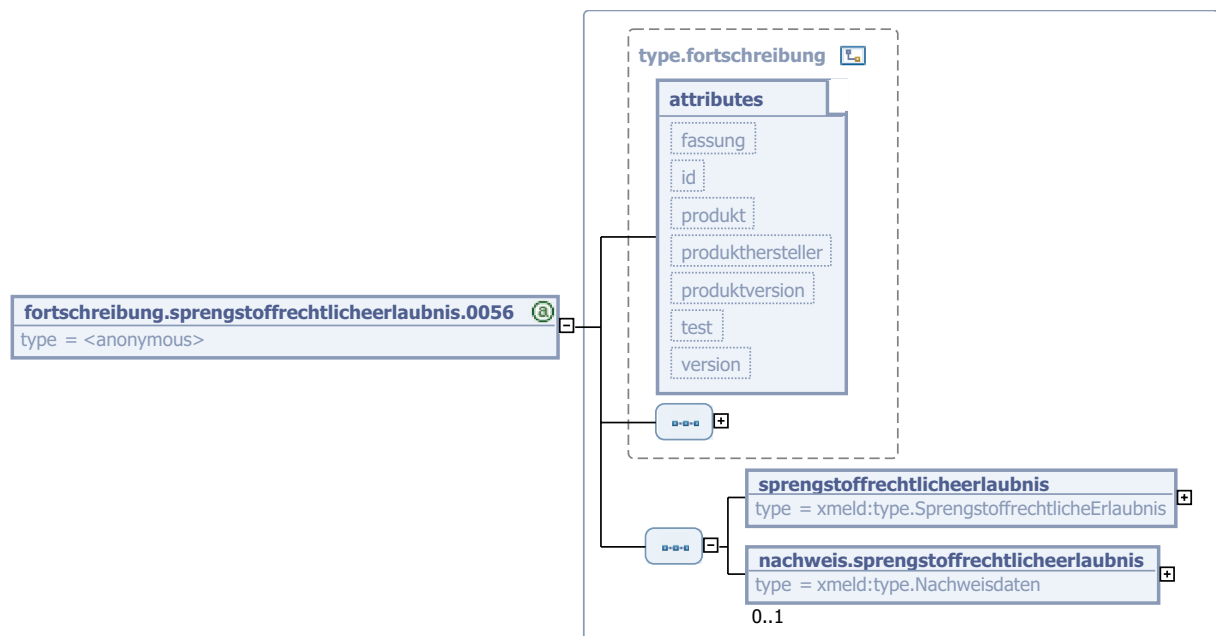 type.fortschreibung
attributes
fassung
id
produkt
produkthersteller
produktversion
test
version
fortschreibung.sprengstoffrechtlicheerlaubnis.0056 @
type = <anonymous>
sprengstoffrechtlicheerlaubnis
type = xmeld:type.SprengstoffrechtlicheErlaubnis
nachweis.sprengstoffrechtlicheerlaubnis
type = xmeld:type.Nachweisdaten
0..1